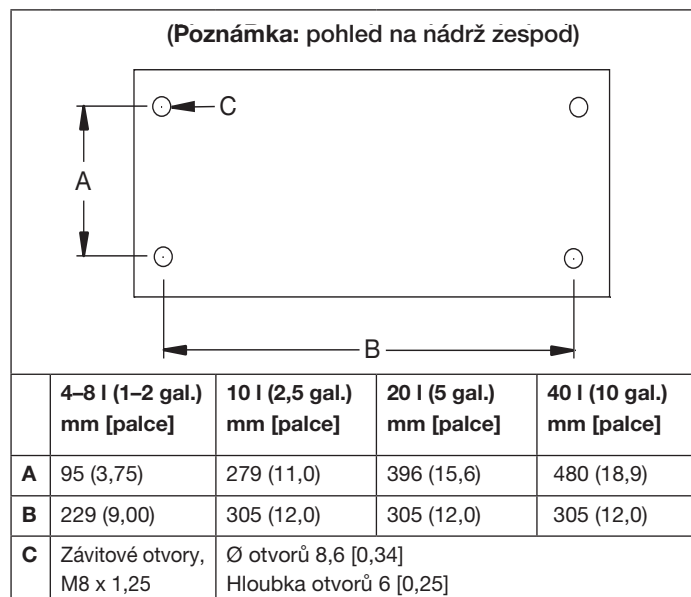 (Poznámka: pohled na nádrž zespod)
C
A
B
4–8 l (1–2 gal.) mm [palce]
10 l (2,5 gal.) mm [palce]
20 l (5 gal.) mm [palce]
40 l (10 gal.) mm [palce]
A 95 (3,75) 279 (11,0) 396 (15,6) 480 (18,9)
B 229 (9,00) 305 (12,0) 305 (12,0) 305 (12,0)
C Závitové otvory, Ø otvorů 8,6 [0,34]
M8 x 1,25 Hloubka otvorů 6 [0,25]